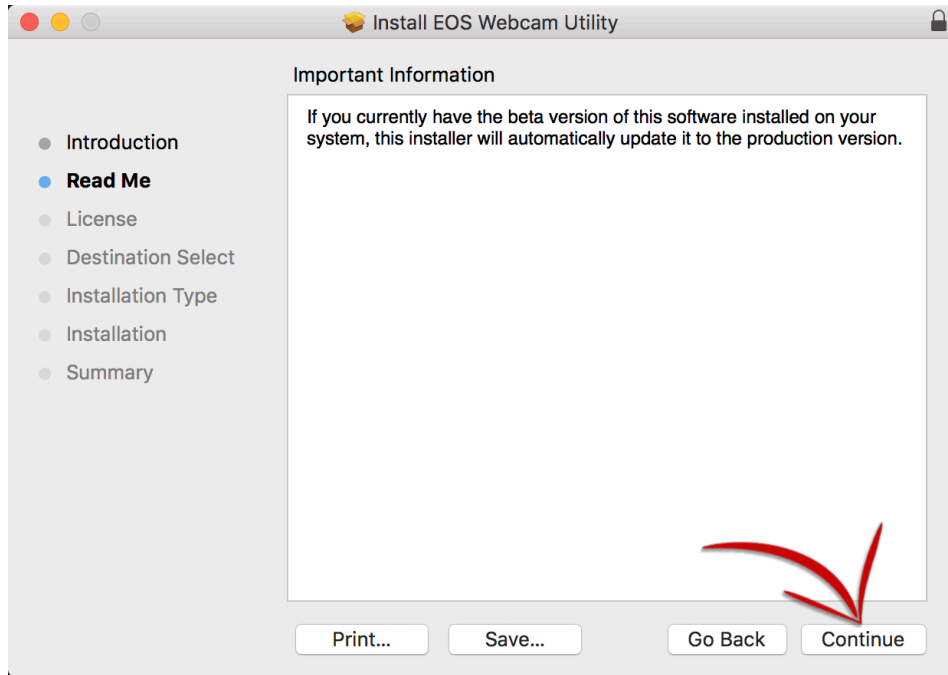 Install EOS Webcam Utility
Important Information
If you currently have the beta version of this software installed on your
system, this installer will automatically update it to the production version.
Introduction
Read Me
License
Destination Select
Installation Type
Installation
Summary
Print...
Save...
Go Back
Continue